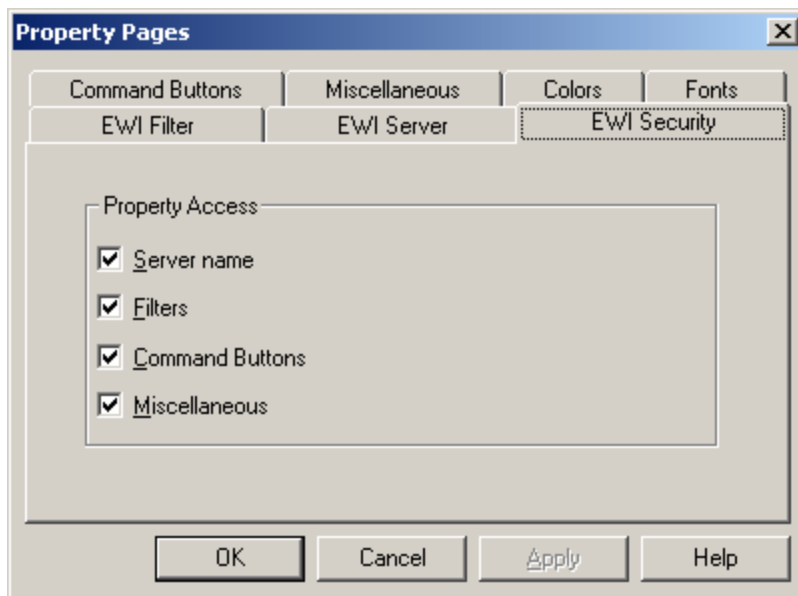 Property Pages
Command Buttons Miscellaneous Colors Fonts
EWI Filter EWI Server EWI Security
Property Access
Server name
Filters
Command Buttons
Miscellaneous
OK Cancel Apply Help